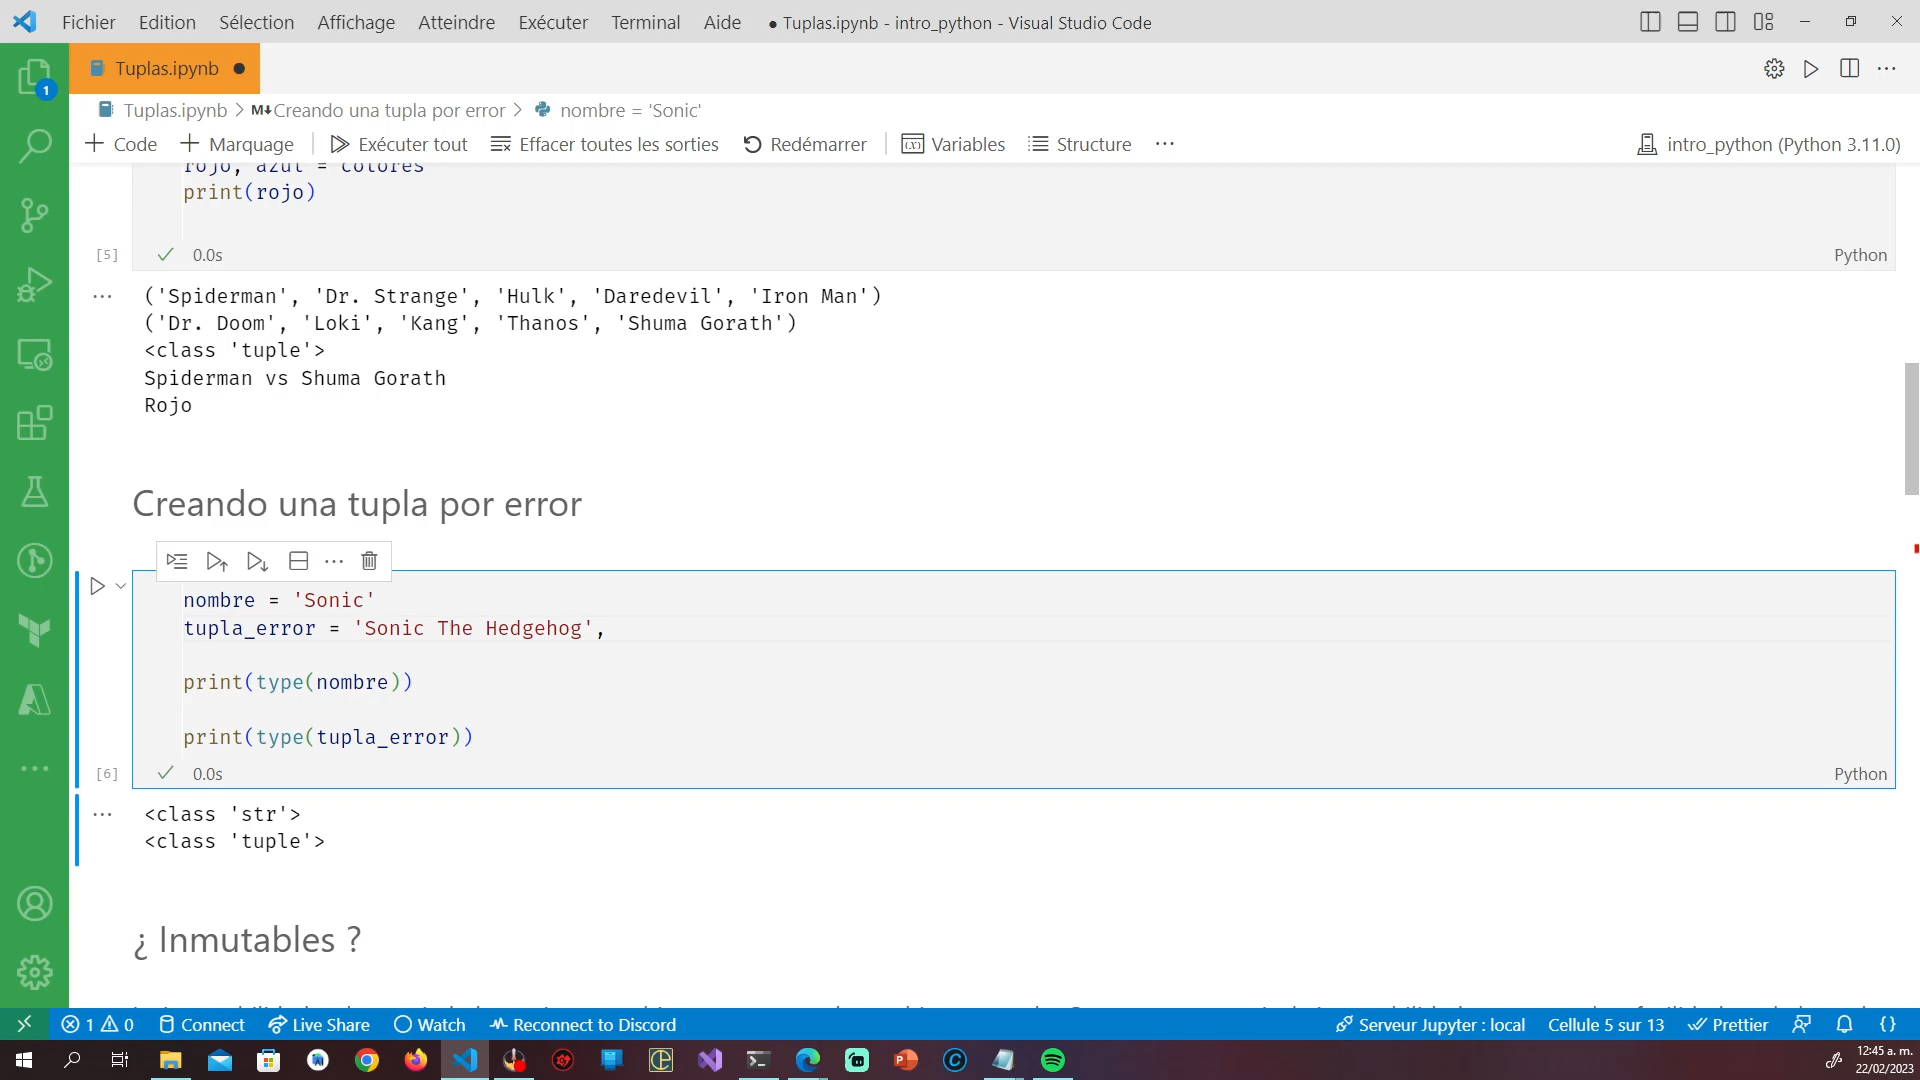 Fichier Edition Sélection Affichage Atteindre Exécuter Terminal Aide ● Tuplas.ipynb - intro_python - Visual Studio Code
1
Tuplas.ipynb ●
Tuplas.ipynb > M↓Creando una tupla por error > nombre = 'Sonic'
+ Code + Marquage Exécuter tout Effacer toutes les sorties Redémarrer Variables Structure ··· intro_python (Python 3.11.0)
rojo, azul = colores
print(rojo)
[5] ✓ 0.0s Python
··· ('Spiderman', 'Dr. Strange', 'Hulk', 'Daredevil', 'Iron Man')
('Dr. Doom', 'Loki', 'Kang', 'Thanos', 'Shuma Gorath')
<class 'tuple'>
Spiderman vs Shuma Gorath
Rojo
Creando una tupla por error
nombre = 'Sonic'
tupla_error = 'Sonic The Hedgehog',
print(type(nombre))
print(type(tupla_error))
[6] ✓ 0.0s Python
··· <class 'str'>
<class 'tuple'>
¿ Inmutables ?
1 0 Connect Live Share Watch Reconnect to Discord Serveur Jupyter : local Cellule 5 sur 13 Prettier { }
12:45 a. m.
22/02/2023